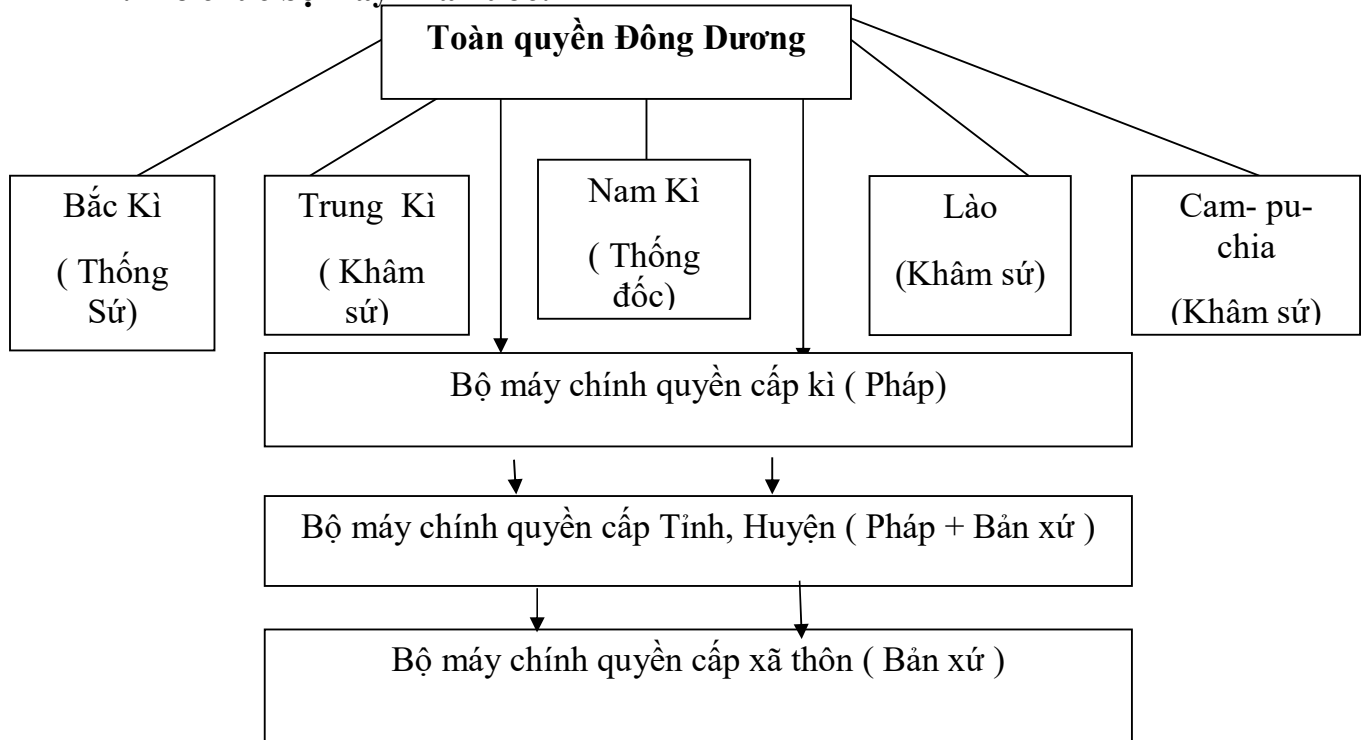 Toàn quyền Đông Dương
Bắc Kì
( Thống
Sứ)
Trung Kì
( Khâm
sứ)
Nam Kì
( Thống
đốc)
Lào
(Khâm sứ)
Cam- pu-
chia
(Khâm sứ)
Bộ máy chính quyền cấp kì ( Pháp)
Bộ máy chính quyền cấp Tỉnh, Huyện ( Pháp + Bản xứ )
Bộ máy chính quyền cấp xã thôn ( Bản xứ )